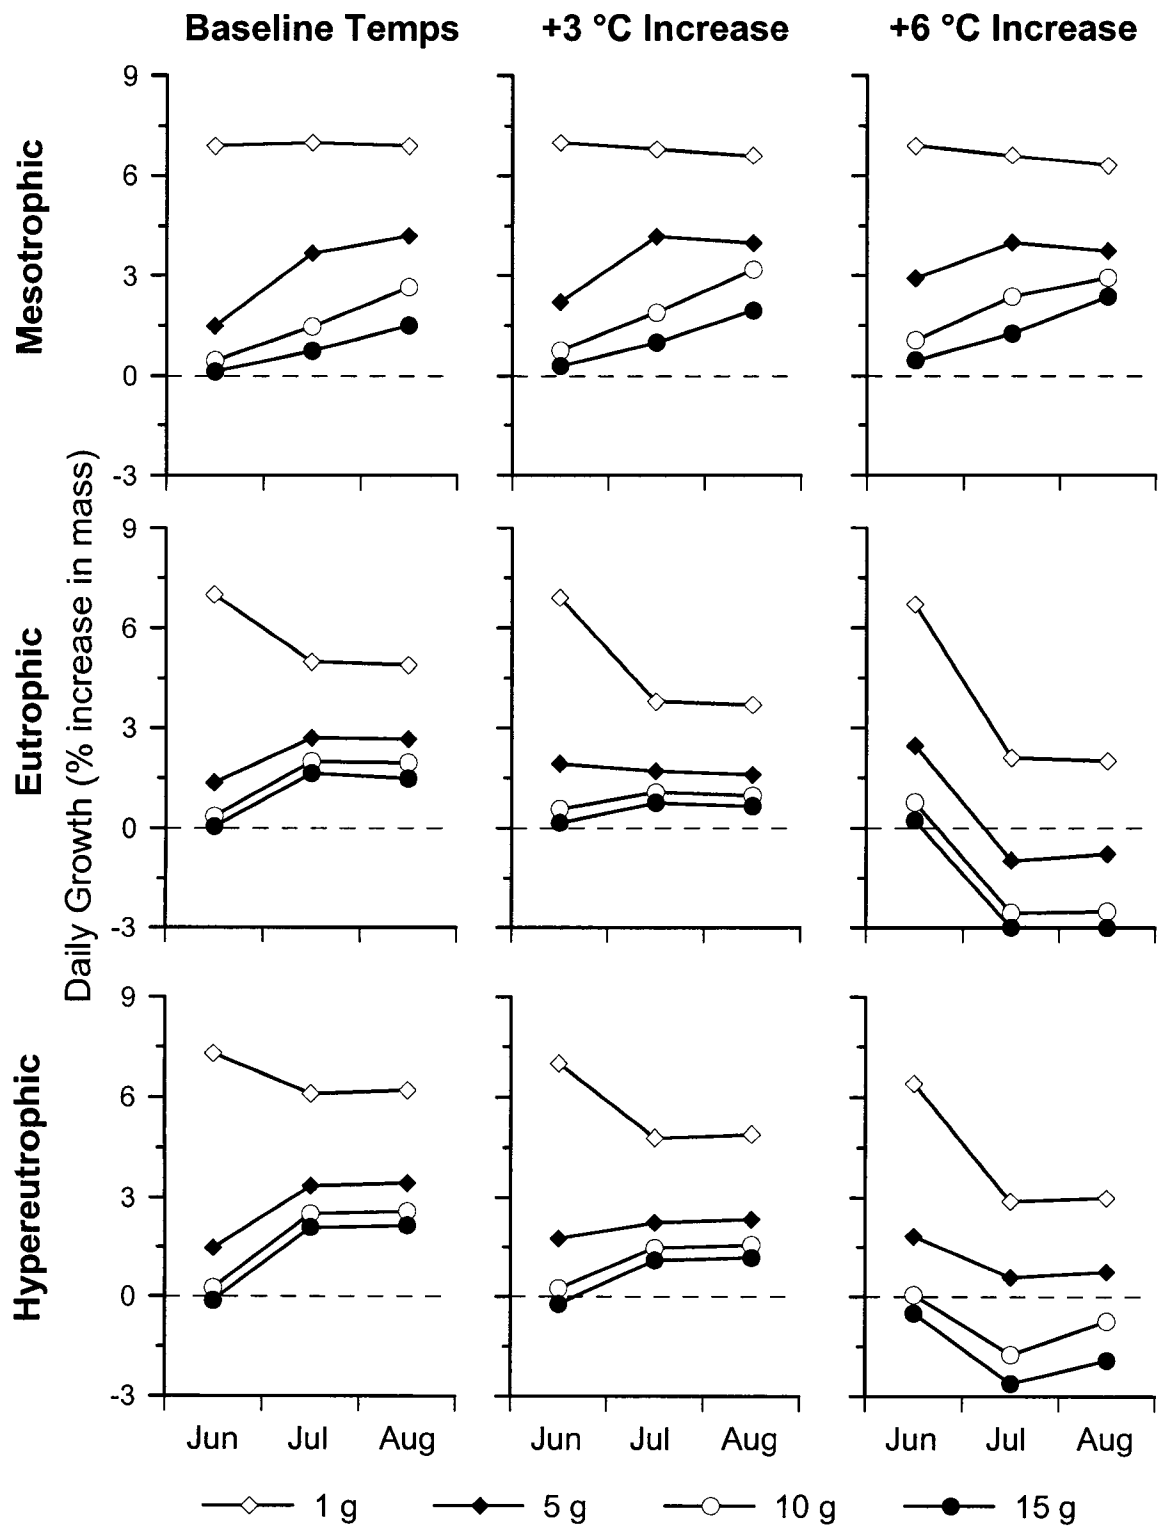 Baseline Temps +3 °C Increase +6 °C Increase
Mesotrophic
9
6
3
0
-3
Daily Growth (% increase in mass)
Eutrophic
9
6
3
0
-3
Hypereutrophic
9
6
3
0
-3
Jun Jul Aug Jun Jul Aug Jun Jul Aug
1 g 5 g 10 g 15 g